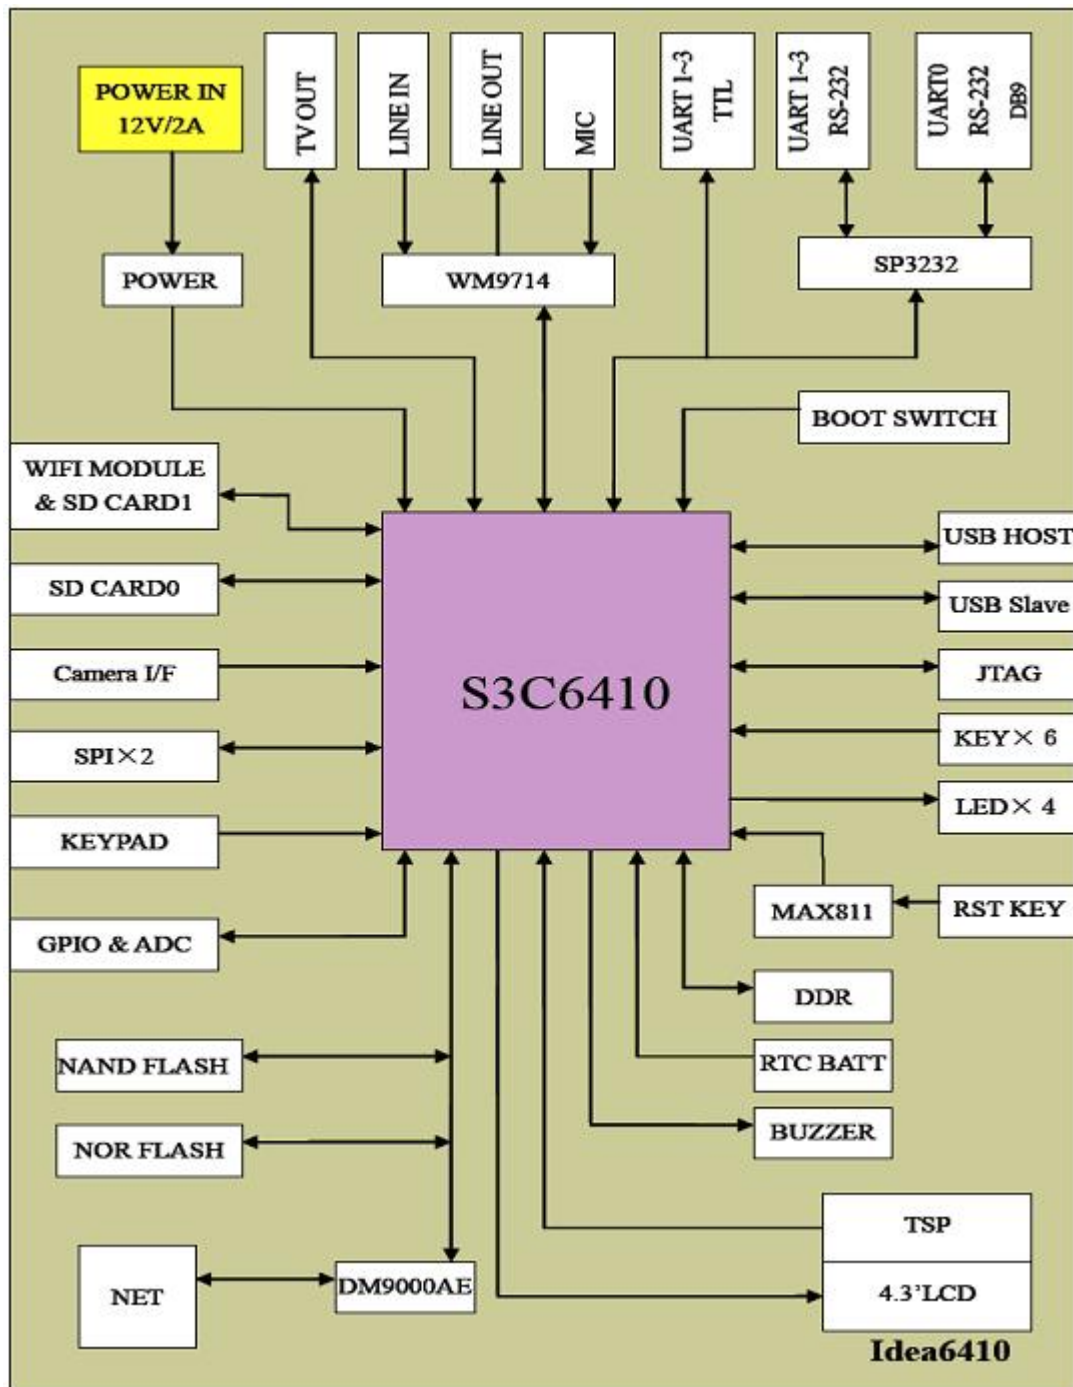 POWER IN
12V/2A
TV OUT
LINE IN
LINE OUT
MIC
UART 1~3
TTL
UART 1~3
RS-232
UART0
RS-232
DB9
POWER
WM9714
SP3232
BOOT SWITCH
WIFI MODULE
& SD CARD1
SD CARD0
Camera I/F
SPI×2
KEYPAD
GPIO & ADC
S3C6410
USB HOST
USB Slave
JTAG
KEY× 6
LED× 4
MAX811
RST KEY
DDR
RTC BATT
BUZZER
NAND FLASH
NOR FLASH
NET
DM9000AE
TSP
4.3’LCD
Idea6410